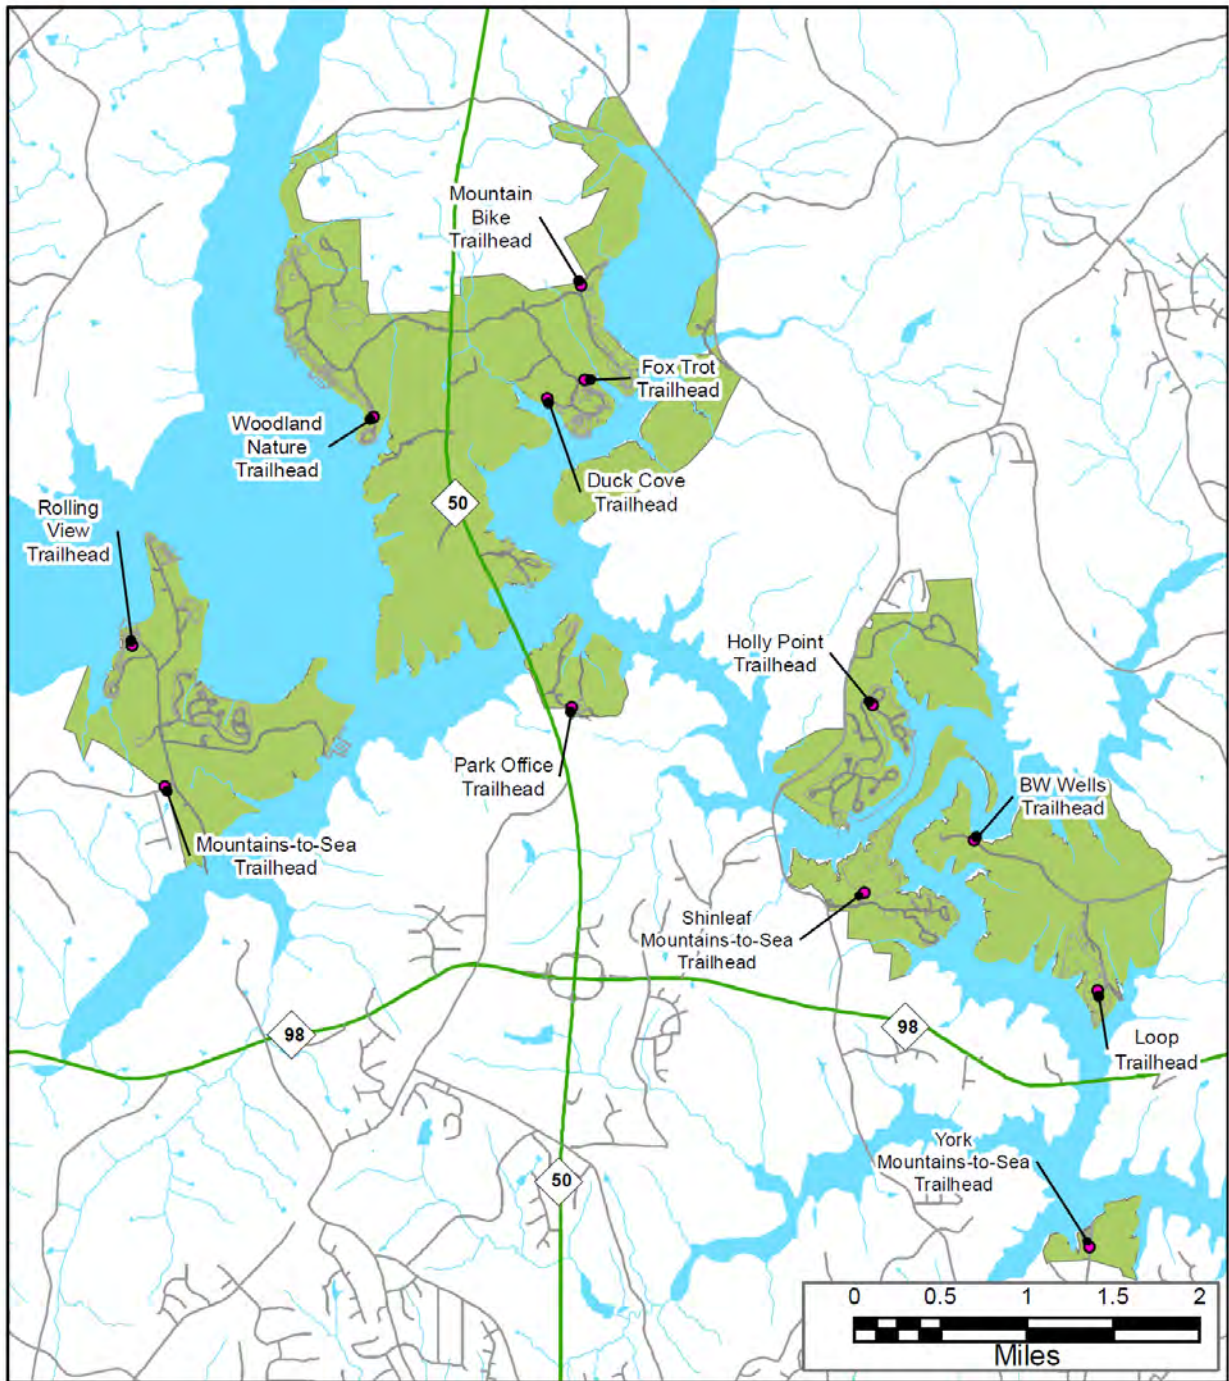 Mountain
Bike
Trailhead
Fox Trot
Trailhead
Woodland
Nature
Trailhead
Duck Cove
Trailhead
50
Rolling
View
Trailhead
Holly Point
Trailhead
Park Office
Trailhead
BW Wells
Trailhead
Mountains-to-Sea
Trailhead
Shinleaf
Mountains-to-Sea
Trailhead
98
98
Loop
Trailhead
York
Mountains-to-Sea
Trailhead
50
0 0.5 1 1.5 2
Miles